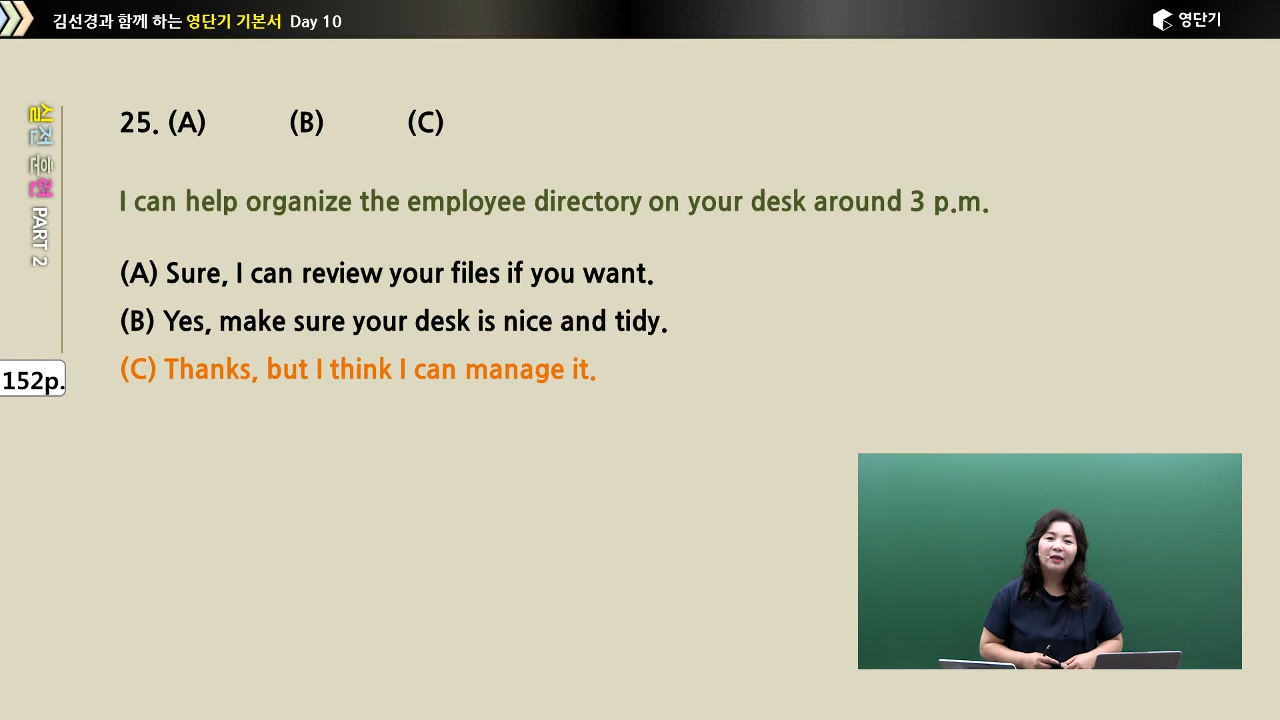 김선경과 함께 하는 영단기 기본서 Day 10
영단기
실전 훈련 PART 2
25. (A) (B) (C)
I can help organize the employee directory on your desk around 3 p.m.
(A) Sure, I can review your files if you want.
(B) Yes, make sure your desk is nice and tidy.
(C) Thanks, but I think I can manage it.
152p.